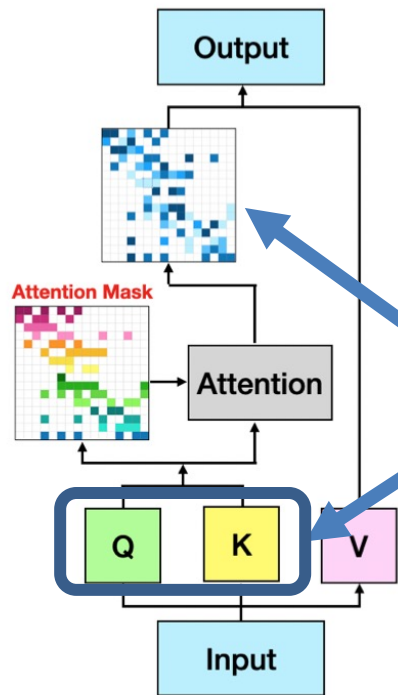 Output
Attention Mask
Attention
Q K V
Input